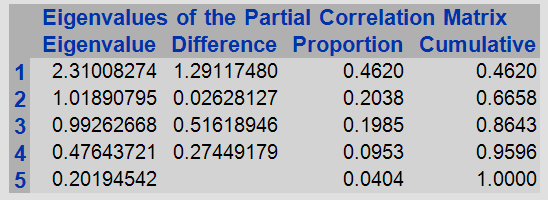 Eigenvalues of the Partial Correlation Matrix
Eigenvalue Difference Proportion Cumulative
1 2.31008274 1.29117480 0.4620 0.4620
2 1.01890795 0.02628127 0.2038 0.6658
3 0.99262668 0.51618946 0.1985 0.8643
4 0.47643721 0.27449179 0.0953 0.9596
5 0.20194542 0.0404 1.0000